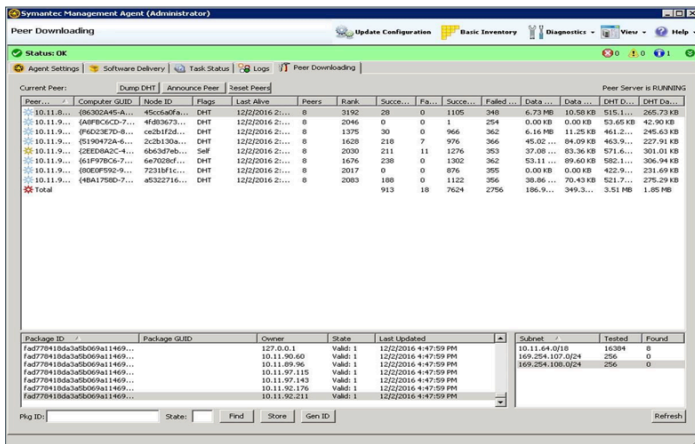 Symantec Management Agent (Administrator)
Peer Downloading Update Configuration Basic Inventory Diagnostics View Help
Status: OK 0 0 1
Agent Settings Software Delivery Task Status Logs Peer Downloading
Current Peer: Dump DHT Announce Peer Reset Peers Peer Server is RUNNING
Peer... Computer GUID Node ID Flags Last Alive Peers Rank Succe... Fa... Succe... Failed ... Data ... Data ... DHT D... DHT Da...
10.11.8... {86302A45-A... 45cc6a0fa... DHT 12/2/2016 2:... 8 3192 28 0 1105 348 6.73 MB 10.58 KB 515.1... 265.73 KB
10.11.9... {A8FBC6CD-7... 4fd83673... DHT 12/2/2016 2:... 8 2046 0 0 1 254 0.00 KB 0.00 KB 53.65 KB 42.90 KB
10.11.9... {F6D23E7D-8... ce2b1f2d... DHT 12/2/2016 2:... 8 1375 30 0 966 362 6.16 MB 11.25 KB 461.2... 245.63 KB
10.11.9... {5190472A-6... 2c2b130a... DHT 12/2/2016 2:... 8 1628 218 7 976 366 45.02 ... 84.09 KB 463.9... 227.91 KB
10.11.9... {2EED8A2C-4... 6b63d7eb... Self 12/2/2016 2:... 8 2030 211 11 1276 353 37.08 ... 83.36 KB 571.6... 301.01 KB
10.11.9... {61F97BC6-7... 6e7028cf... DHT 12/2/2016 2:... 8 1676 238 0 1302 362 53.11 ... 89.60 KB 582.1... 306.94 KB
10.11.9... {80E0F592-9... 7231bf1c... DHT 12/2/2016 2:... 8 2017 0 0 876 355 0.00 KB 0.00 KB 422.9... 231.69 KB
10.11.9... {4BA1758D-7... a5322716... DHT 12/2/2016 2:... 8 2083 188 0 1122 356 38.86 ... 70.43 KB 521.7... 275.29 KB
Total 913 18 7624 2756 186.9... 349.3... 3.51 MB 1.85 MB
Package ID Package GUID Owner State Last Updated Subnet Tested Found
fad778418da3a5b069a11469... 127.0.0.1 Valid: 1 12/2/2016 4:47:59 PM 10.11.64.0/18 16384 8
fad778418da3a5b069a11469... 10.11.90.60 Valid: 1 12/2/2016 4:47:59 PM 169.254.107.0/24 256 0
fad778418da3a5b069a11469... 10.11.89.96 Valid: 1 12/2/2016 4:47:59 PM 169.254.108.0/24 256 0
fad778418da3a5b069a11469... 10.11.97.115 Valid: 1 12/2/2016 4:47:59 PM
fad778418da3a5b069a11469... 10.11.97.143 Valid: 1 12/2/2016 4:47:59 PM
fad778418da3a5b069a11469... 10.11.92.176 Valid: 1 12/2/2016 4:47:59 PM
fad778418da3a5b069a11469... 10.11.92.211 Valid: 1 12/2/2016 4:47:59 PM
Pkg ID: State: Find Store Gen ID Refresh